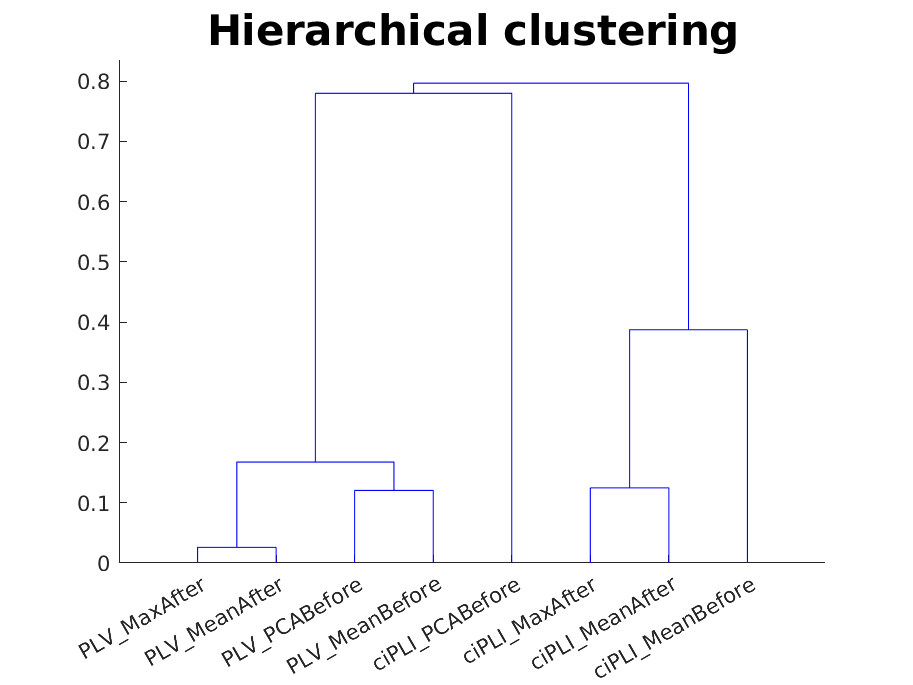 Hierarchical clustering
0.8
0.7
0.6
0.5
0.4
0.3
0.2
0.1
0
PLV_MaxAfter
PLV_MeanAfter
PLV_PCABefore
PLV_MeanBefore
ciPLI_PCABefore
ciPLI_MaxAfter
ciPLI_MeanAfter
ciPLI_MeanBefore